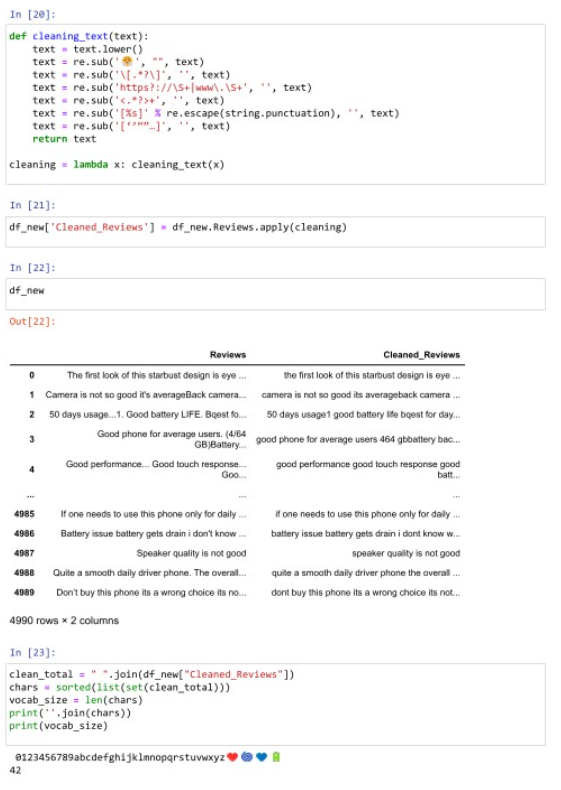 In [20]:
def cleaning_text(text):
    text = text.lower()
    text = re.sub('😤', "", text)
    text = re.sub('\[.*?\]', '', text)
    text = re.sub('https?://\S+|www\.\S+', '', text)
    text = re.sub('<.*?>+', '', text)
    text = re.sub('[%s]' % re.escape(string.punctuation), '', text)
    text = re.sub('[‘’“”…]', '', text)
    return text
cleaning = lambda x: cleaning_text(x)
In [21]:
df_new['Cleaned_Reviews'] = df_new.Reviews.apply(cleaning)
In [22]:
df_new
Out[22]:
Reviews Cleaned_Reviews
0 The first look of this starbust design is eye ... the first look of this starbust design is eye ...
1 Camera is not so good it's averageBack camera... camera is not so good its averageback camera ...
2 50 days usage...1. Good battery LIFE. Bqest fo... 50 days usage1 good battery life bqest for day...
3 Good phone for average users. (4/64 GB)Battery... good phone for average users 464 gbbattery bac...
4 Good performance... Good touch response... Goo... good performance good touch response good batt...
... ... ...
4985 If one needs to use this phone only for daily ... if one needs to use this phone only for daily ...
4986 Battery issue battery gets drain i don't know ... battery issue battery gets drain i dont know w...
4987 Speaker quality is not good speaker quality is not good
4988 Quite a smooth daily driver phone. The overall... quite a smooth daily driver phone the overall ...
4989 Don't buy this phone its a wrong choice its no... dont buy this phone its a wrong choice its not...
4990 rows × 2 columns
In [23]:
clean_total = " ".join(df_new["Cleaned_Reviews"])
chars = sorted(list(set(clean_total)))
vocab_size = len(chars)
print(''.join(chars))
print(vocab_size)
0123456789abcdefghijklmnopqrstuvwxyz❤️🌀💙🔋
42